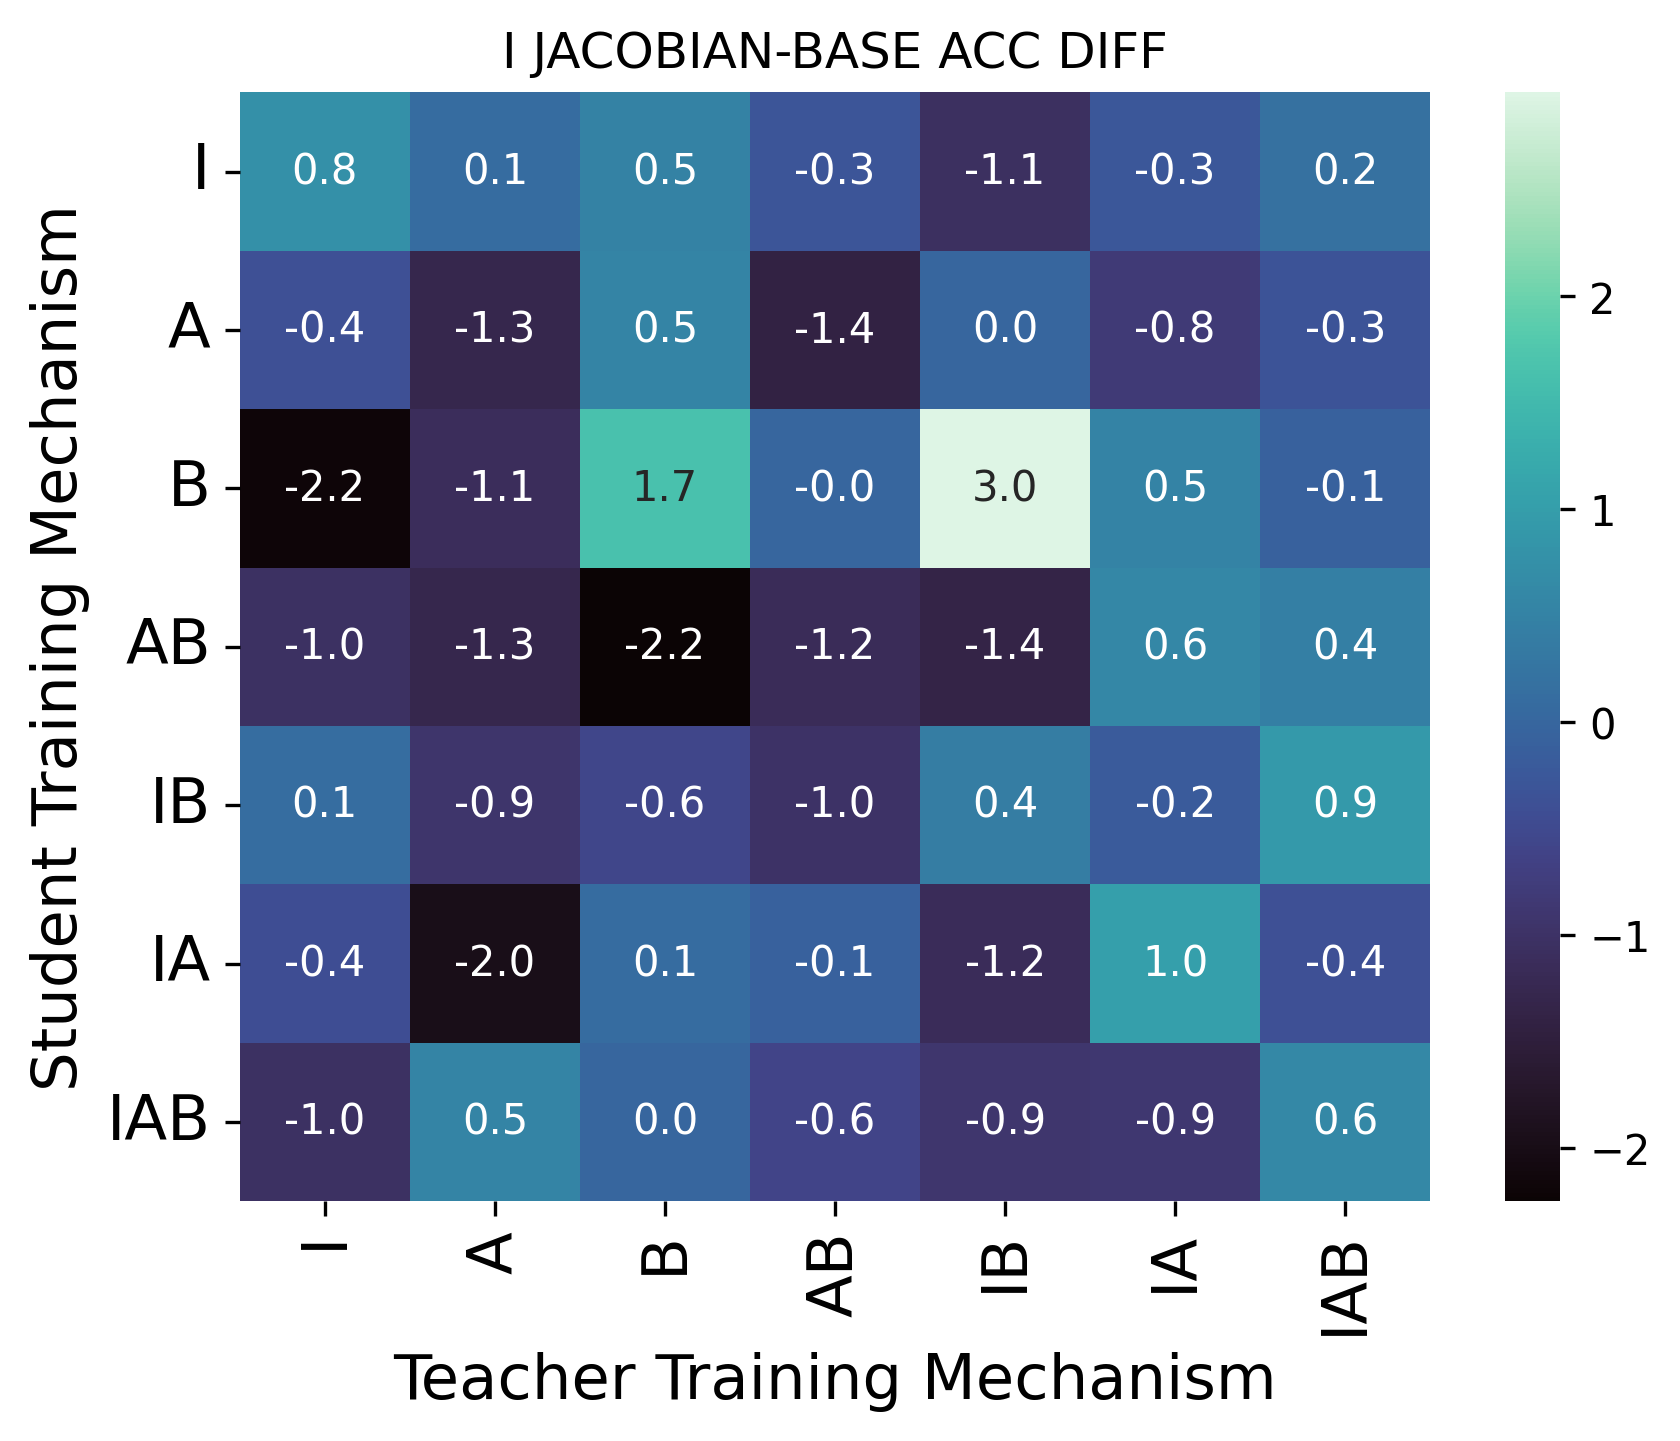 I JACOBIAN-BASE ACC DIFF
Student Training Mechanism
I 0.8 0.1 0.5 -0.3 -1.1 -0.3 0.2
A -0.4 -1.3 0.5 -1.4 0.0 -0.8 -0.3
B -2.2 -1.1 1.7 -0.0 3.0 0.5 -0.1
AB -1.0 -1.3 -2.2 -1.2 -1.4 0.6 0.4
IB 0.1 -0.9 -0.6 -1.0 0.4 -0.2 0.9
IA -0.4 -2.0 0.1 -0.1 -1.2 1.0 -0.4
IAB -1.0 0.5 0.0 -0.6 -0.9 -0.9 0.6
I A B AB IB IA IAB
Teacher Training Mechanism
2
1
0
−1
−2